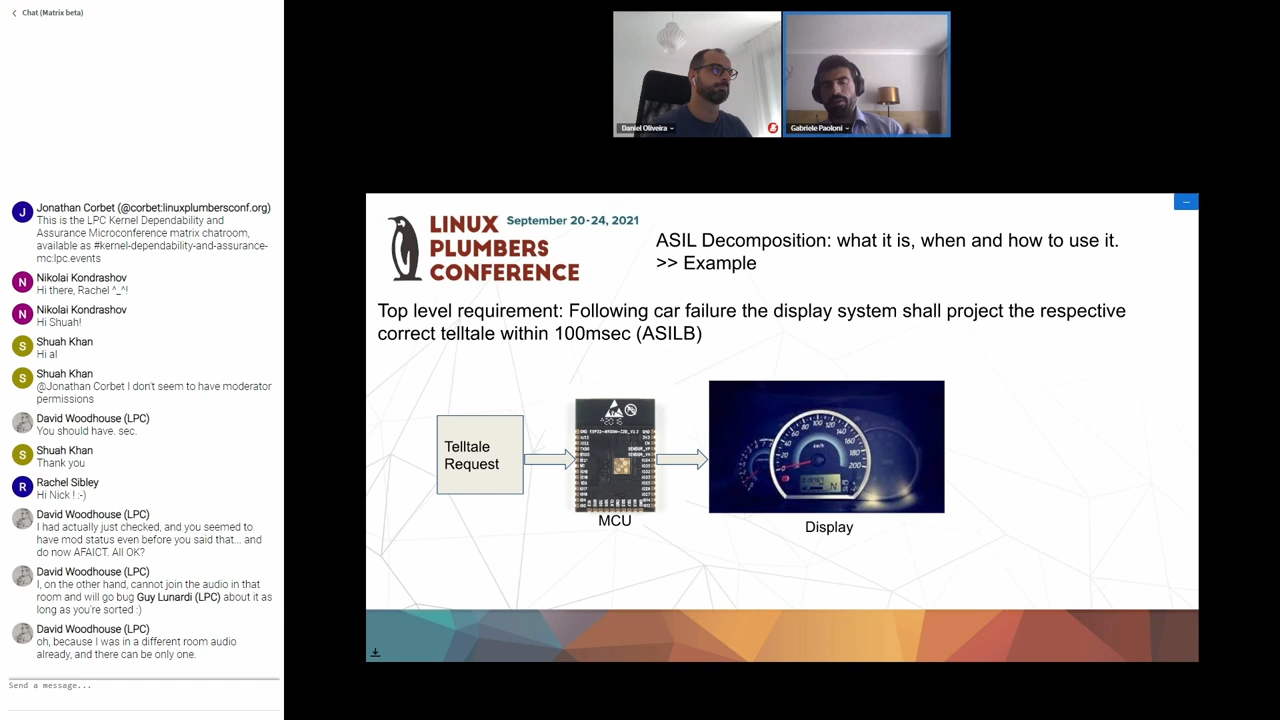 Chat (Matrix beta)
Jonathan Corbet (@corbet:linuxplumbersconf.org)
This is the LPC Kernel Dependability and
Assurance Microconference matrix chatroom,
available as #kernel-dependability-and-assurance-
mc:lpc.events
Nikolai Kondrashov
Hi there, Rachel ^_^!
Nikolai Kondrashov
Hi Shuah!
Shuah Khan
Hi al
Shuah Khan
@Jonathan Corbet I don't seem to have moderator
permissions
David Woodhouse (LPC)
You should have. sec.
Shuah Khan
Thank you
Rachel Sibley
Hi Nick ! :-)
David Woodhouse (LPC)
I had actually just checked, and you seemed to
have mod status even before you said that... and
do now AFAICT. All OK?
David Woodhouse (LPC)
I, on the other hand, cannot join the audio in that
room and will go bug Guy Lunardi (LPC) about it as
long as you're sorted :)
David Woodhouse (LPC)
oh, because I was in a different room audio
already, and there can be only one.
Send a message...
Daniel Oliveira
Gabriele Paoloni
LINUX
PLUMBERS
CONFERENCE
September 20-24, 2021
ASIL Decomposition: what it is, when and how to use it.
>> Example
Top level requirement: Following car failure the display system shall project the respective
correct telltale within 100msec (ASILB)
Telltale
Request
MCU
Display